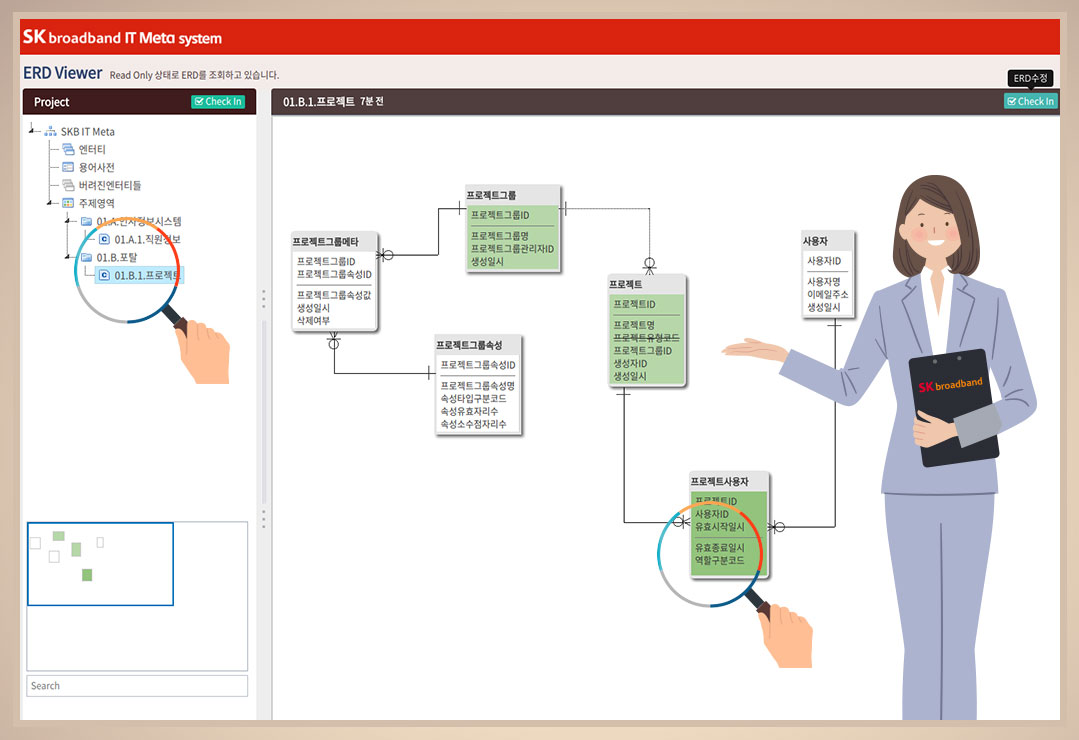 SK broadband IT Meta system
ERD Viewer Read Only 상태로 ERD를 조회하고 있습니다.
ERD수정
Project
Check In
01.B.1.프로젝트 7분 전
Check In
SKB IT Meta
엔터티
용어사전
버려진엔터티들
주제영역
01.A.인사정보시스템
01.A.1.직원정보
01.B.포탈
01.B.1.프로젝트
Search
프로젝트그룹
프로젝트그룹ID
프로젝트그룹명
프로젝트그룹관리자ID
생성일시
프로젝트그룹메타
프로젝트그룹ID
프로젝트그룹속성ID
프로젝트그룹속성값
생성일시
삭제여부
프로젝트그룹속성
프로젝트그룹속성ID
프로젝트그룹속성명
속성타입구분코드
속성유효자리수
속성소수점자리수
프로젝트
프로젝트ID
프로젝트명
프로젝트유형코드
프로젝트그룹ID
생성자ID
생성일시
사용자
사용자ID
사용자명
이메일주소
생성일시
프로젝트사용자
프로젝트ID
사용자ID
유효시작일시
유효종료일시
역할구분코드
SK broadband